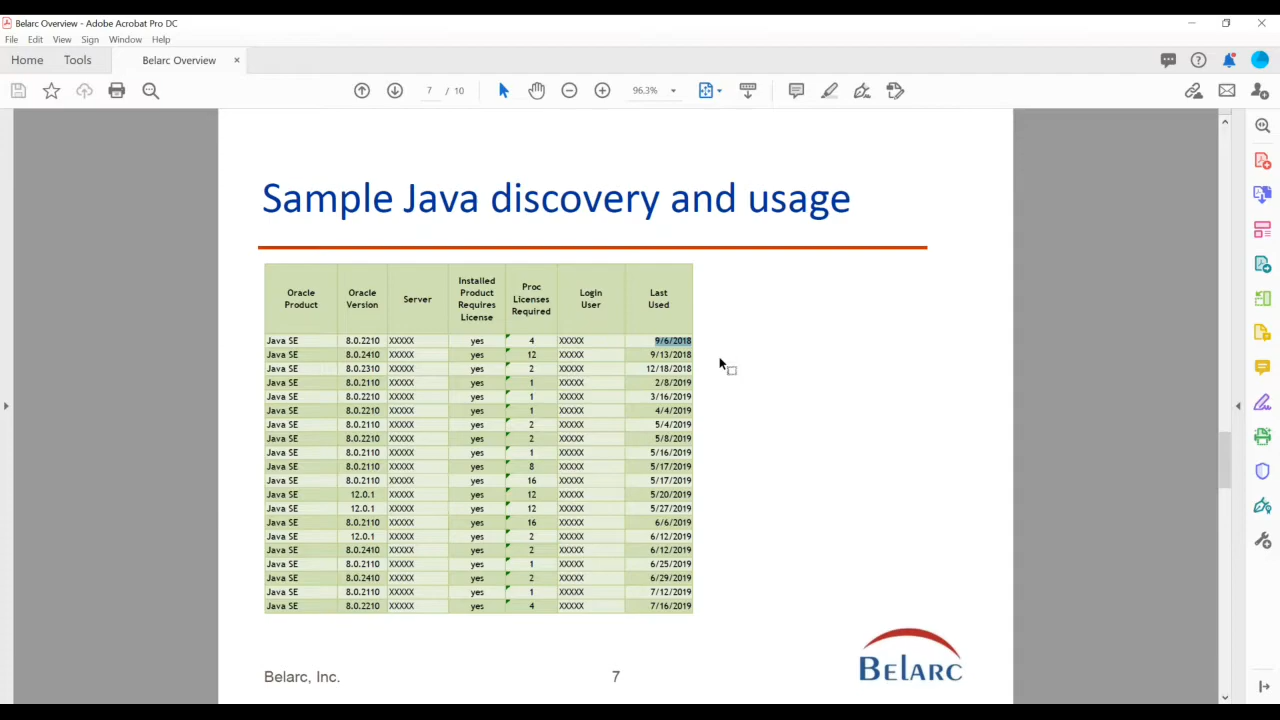 Belarc Overview - Adobe Acrobat Pro DC
File Edit View Sign Window Help
Home Tools Belarc Overview ×
7 / 10 96.3%
Sample Java discovery and usage
Oracle Product Oracle Version Server Installed Product Requires License Proc Licenses Required Login User Last Used
Java SE 8.0.2210 XXXXX yes 4 XXXXX 9/6/2018
Java SE 8.0.2410 XXXXX yes 12 XXXXX 9/13/2018
Java SE 8.0.2310 XXXXX yes 2 XXXXX 12/18/2018
Java SE 8.0.2110 XXXXX yes 1 XXXXX 2/8/2019
Java SE 8.0.2210 XXXXX yes 1 XXXXX 3/16/2019
Java SE 8.0.2210 XXXXX yes 1 XXXXX 4/4/2019
Java SE 8.0.2110 XXXXX yes 2 XXXXX 5/4/2019
Java SE 8.0.2210 XXXXX yes 2 XXXXX 5/8/2019
Java SE 8.0.2110 XXXXX yes 1 XXXXX 5/16/2019
Java SE 8.0.2110 XXXXX yes 8 XXXXX 5/17/2019
Java SE 8.0.2110 XXXXX yes 16 XXXXX 5/17/2019
Java SE 12.0.1 XXXXX yes 12 XXXXX 5/20/2019
Java SE 12.0.1 XXXXX yes 12 XXXXX 5/27/2019
Java SE 8.0.2110 XXXXX yes 16 XXXXX 6/6/2019
Java SE 12.0.1 XXXXX yes 2 XXXXX 6/12/2019
Java SE 8.0.2410 XXXXX yes 2 XXXXX 6/12/2019
Java SE 8.0.2110 XXXXX yes 1 XXXXX 6/25/2019
Java SE 8.0.2410 XXXXX yes 2 XXXXX 6/29/2019
Java SE 8.0.2110 XXXXX yes 1 XXXXX 7/12/2019
Java SE 8.0.2210 XXXXX yes 4 XXXXX 7/16/2019
Belarc, Inc. 7 BELARC